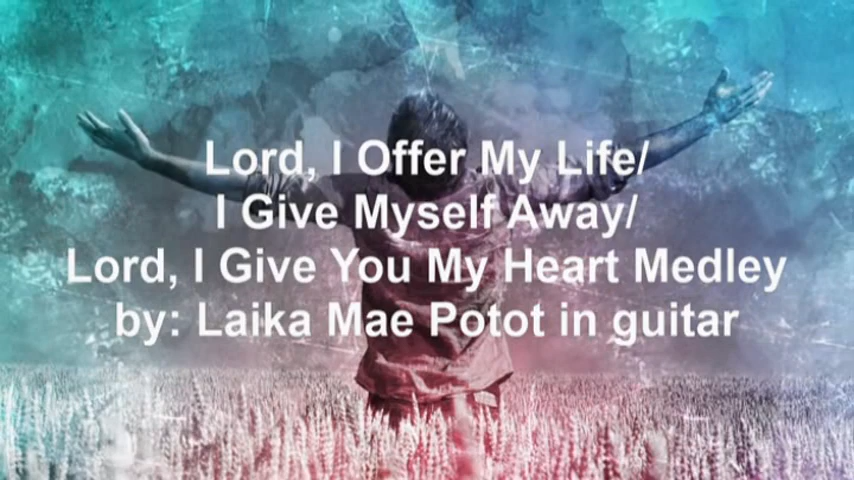 Lord, I Offer My Life/
I Give Myself Away/
Lord, I Give You My Heart Medley
by: Laika Mae Potot in guitar